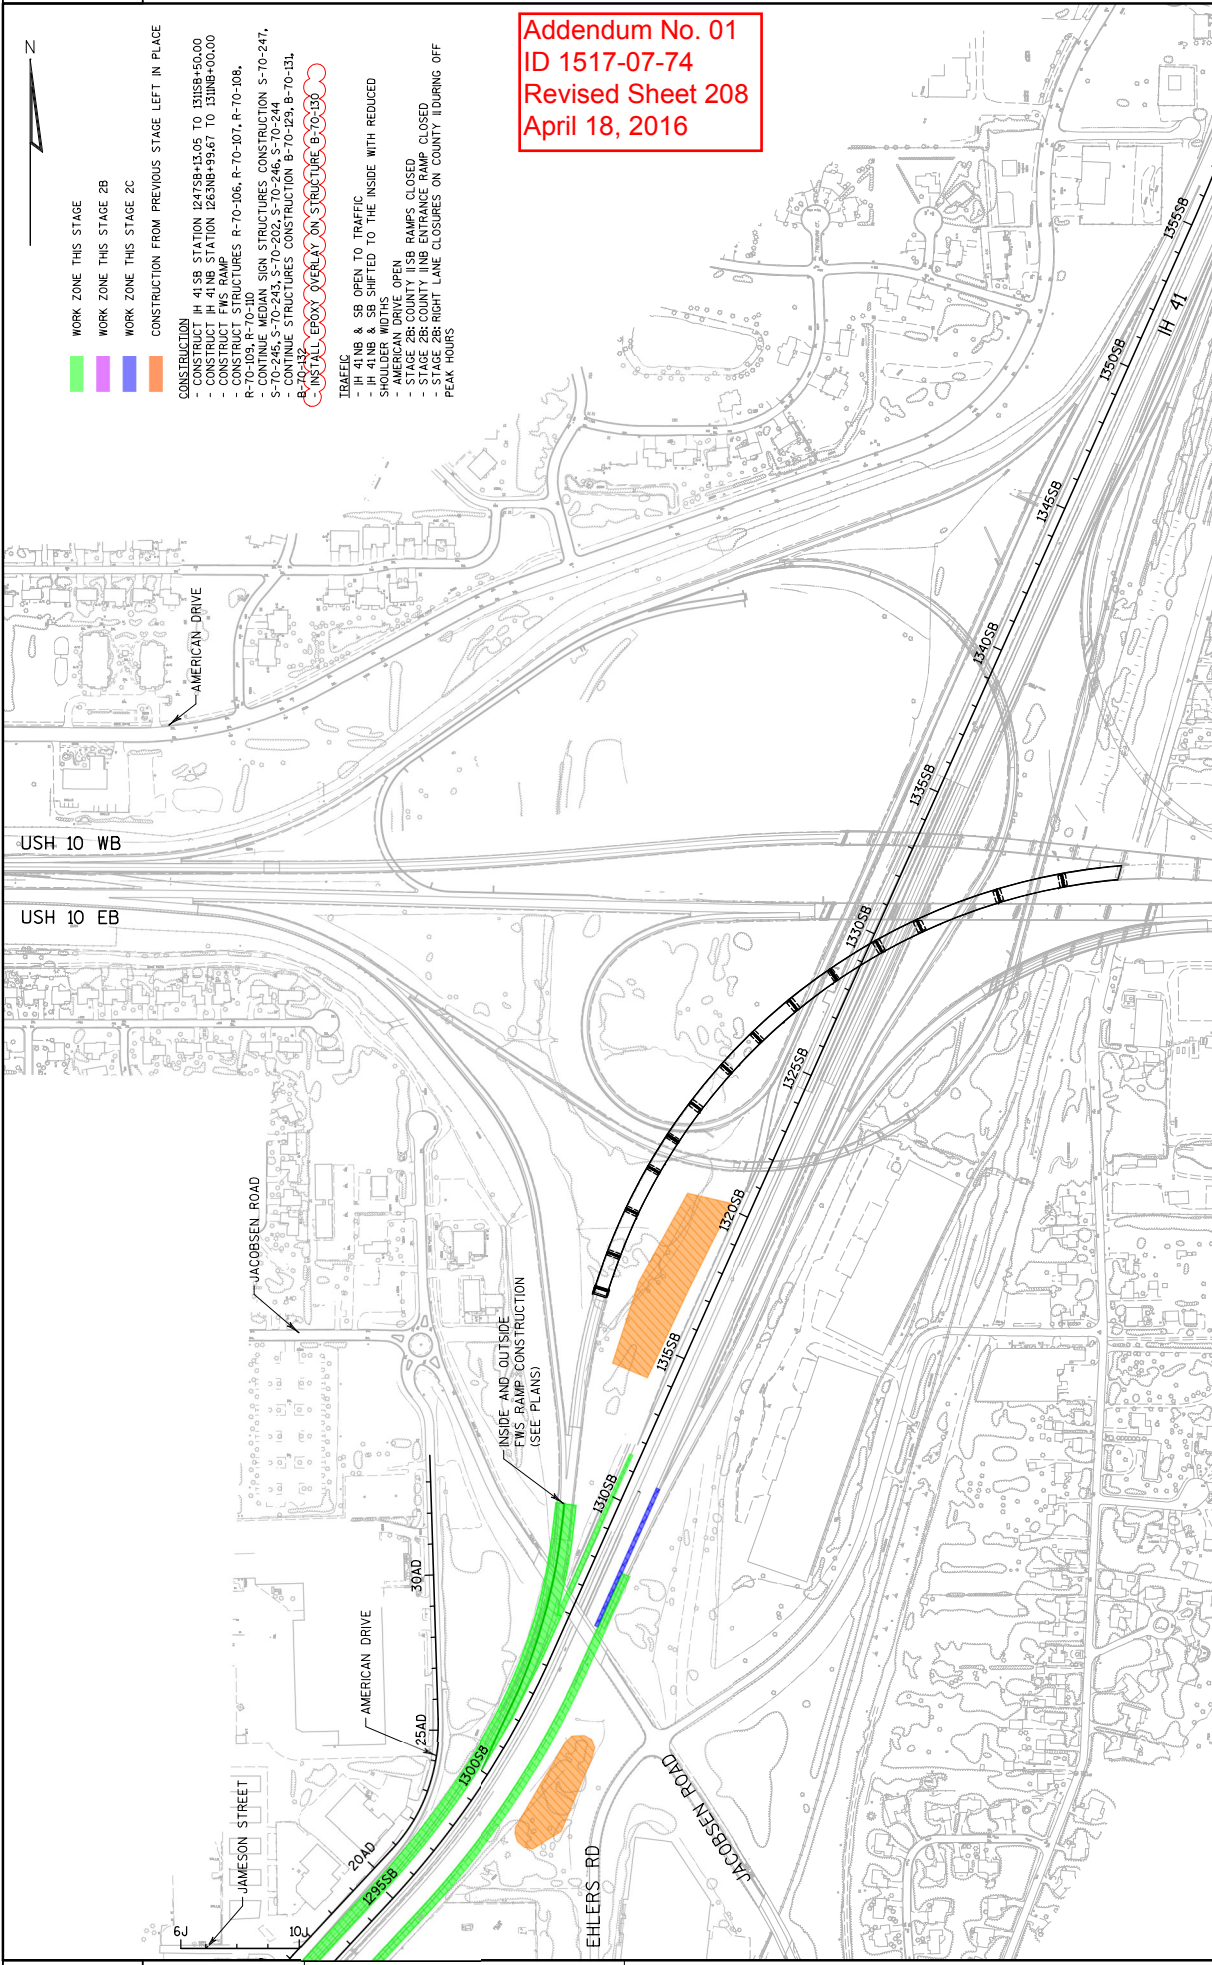 Addendum No. 01
ID 1517-07-74
Revised Sheet 208
April 18, 2016
N
WORK ZONE THIS STAGE
WORK ZONE THIS STAGE 2B
WORK ZONE THIS STAGE 2C
CONSTRUCTION FROM PREVIOUS STAGE LEFT IN PLACE
CONSTRUCTION
- CONSTRUCT IH 41 SB STATION 1247SB+13.05 TO 1311SB+50.00
- CONSTRUCT IH 41 NB STATION 1263NB+99.67 TO 1311NB+00.00
- CONSTRUCT FWS RAMP
- CONSTRUCT STRUCTURES R-70-106, R-70-107, R-70-108,
R-70-109, R-70-110
- CONTINUE MEDIAN SIGN STRUCTURES CONSTRUCTION S-70-247,
S-70-245, S-70-243, S-70-202, S-70-246, S-70-244
- CONTINUE STRUCTURES CONSTRUCTION B-70-129, B-70-131,
B-70-132
- INSTALL EPOXY OVERLAY ON STRUCTURE B-70-130
TRAFFIC
- IH 41 NB & SB OPEN TO TRAFFIC
- IH 41 NB & SB SHIFTED TO THE INSIDE WITH REDUCED
SHOULDER WIDTHS
- AMERICAN DRIVE OPEN
- STAGE 2B: COUNTY II SB RAMPS CLOSED
- STAGE 2B: COUNTY II NB ENTRANCE RAMP CLOSED
- STAGE 2B: RIGHT LANE CLOSURES ON COUNTY II DURING OFF
PEAK HOURS
1355SB
IH 41
1350SB
1345SB
1340SB
AMERICAN DRIVE
1335SB
USH 10 WB
USH 10 EB
1330SB
1325SB
1320SB
JACOBSEN ROAD
INSIDE AND OUTSIDE
FWS RAMP CONSTRUCTION
(SEE PLANS)
1315SB
1310SB
30AD
AMERICAN DRIVE
25AD
1300SB
JACOBSEN ROAD
JAMESON STREET
20AD
1295SB
EHLERS RD
6J
10J